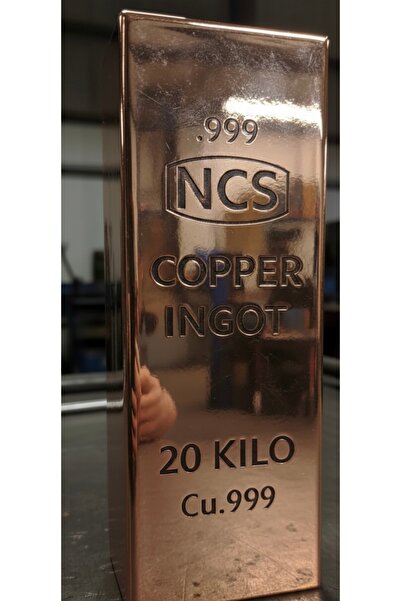 .999
NCS
COPPER
INGOT
20 KILO
Cu.999